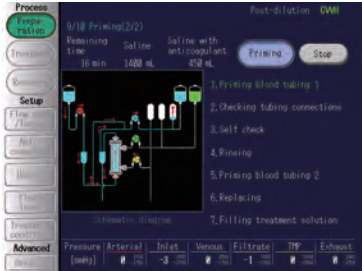 Process
Prepa-
ration
Setup
Advanced
Post-dilution CVVH
9/10 Priming(2/2)
Remaining time 16 min
Saline 1400 mL
Saline with anticoagulant 450 mL
Priming
Stop
1.Priming blood tubing 1
2.Checking tubing connections
3.Self check
4.Rinsing
5.Priming blood tubing 2
6.Replacing
7.Filling treatment solution
Schematic diagram
Pressure Arterial Inlet Venous Filtrate TMP Exhaust
[mmHg] 0 -3 0 -1 0 0